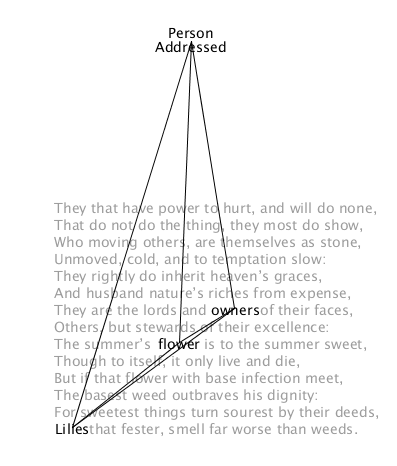 Person
Addressed
They that have power to hurt, and will do none,
That do not do the thing, they most do show,
Who moving others, are themselves as stone,
Unmoved, cold, and to temptation slow:
They rightly do inherit heaven's graces,
And husband nature's riches from expense,
They are the lords and owners of their faces,
Others, but stewards of their excellence:
The summer's flower is to the summer sweet,
Though to itself, it only live and die,
But if that flower with base infection meet,
The basest weed outbraves his dignity:
For sweetest things turn sourest by their deeds,
Lilies that fester, smell far worse than weeds.